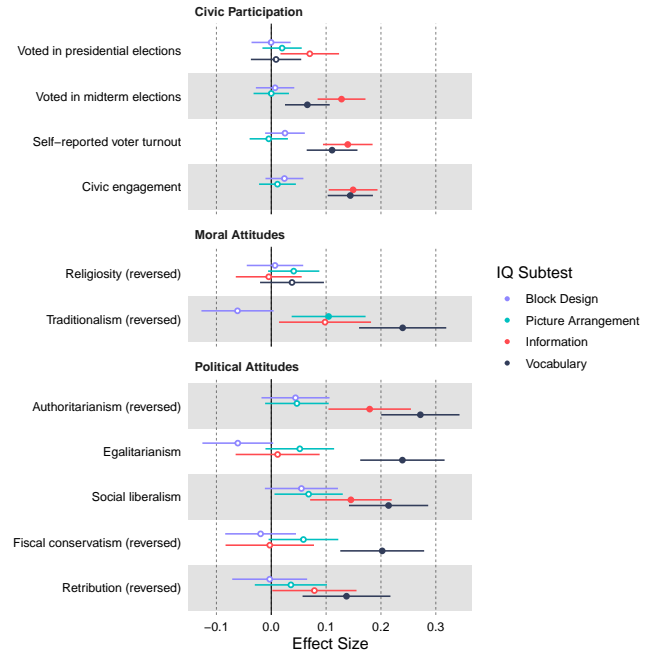 Civic Participation
Voted in presidential elections
Voted in midterm elections
Self−reported voter turnout
Civic engagement
Moral Attitudes
Religiosity (reversed)
Traditionalism (reversed)
Political Attitudes
Authoritarianism (reversed)
Egalitarianism
Social liberalism
Fiscal conservatism (reversed)
Retribution (reversed)
−0.1 0.0 0.1 0.2 0.3
Effect Size
IQ Subtest
Block Design
Picture Arrangement
Information
Vocabulary